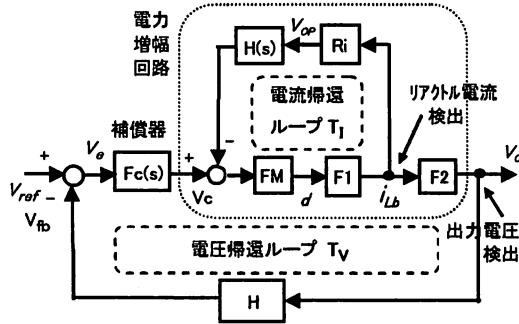 電力
増幅
回路
H(s)
V_OP
Ri
電流帰還
ループ T_I
リアクトル電流
検出
補償器
V_e
V_o
+
Fc(s)
+
−
FM
F1
F2
V_ref
−
V_fb
V_c
d
i_Lb
電圧帰還ループ T_V
出力電圧
検出
H